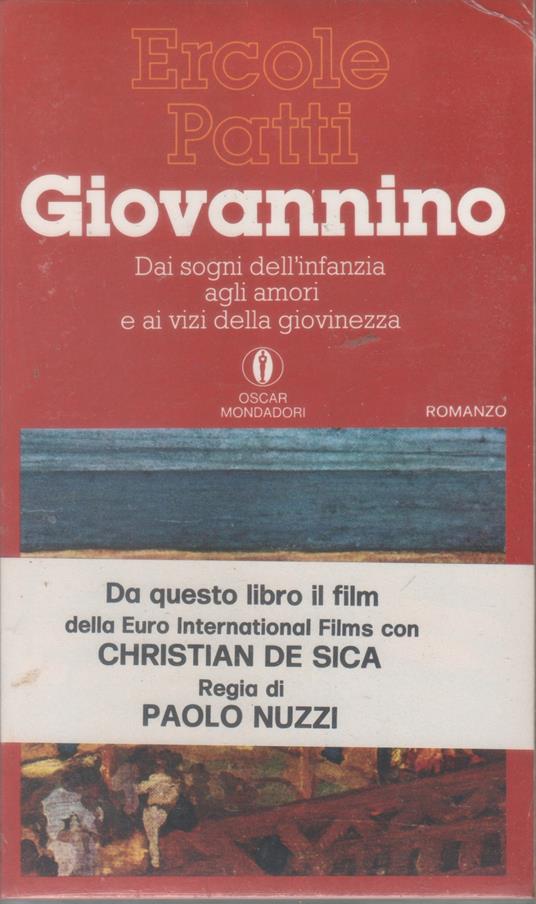 Ercole
Patti
Giovannino
Dai sogni dell'infanzia
agli amori
e ai vizi della giovinezza
OSCAR
MONDADORI
ROMANZO
Da questo libro il film
della Euro International Films con
CHRISTIAN DE SICA
Regia di
PAOLO NUZZI